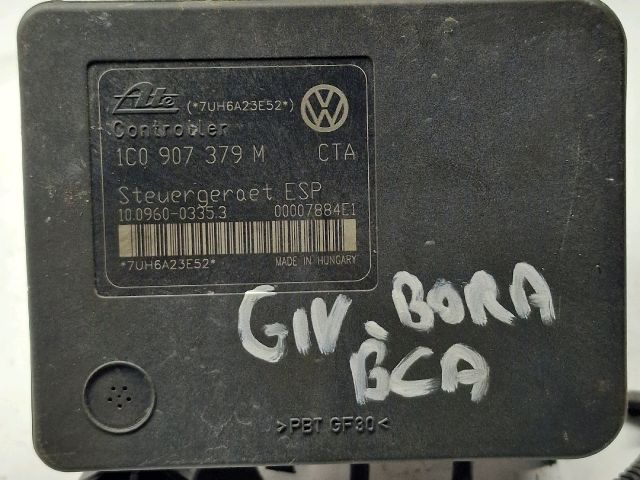 Ate (*7UH6A23E52*) VW
Controller
1C0 907 379 M CTA
Steuergeraet ESP
10.0960-0335.3 00007884E1
*7UH6A23E52* MADE IN HUNGARY
GIV. BORA
BCA
>PBT GF30<